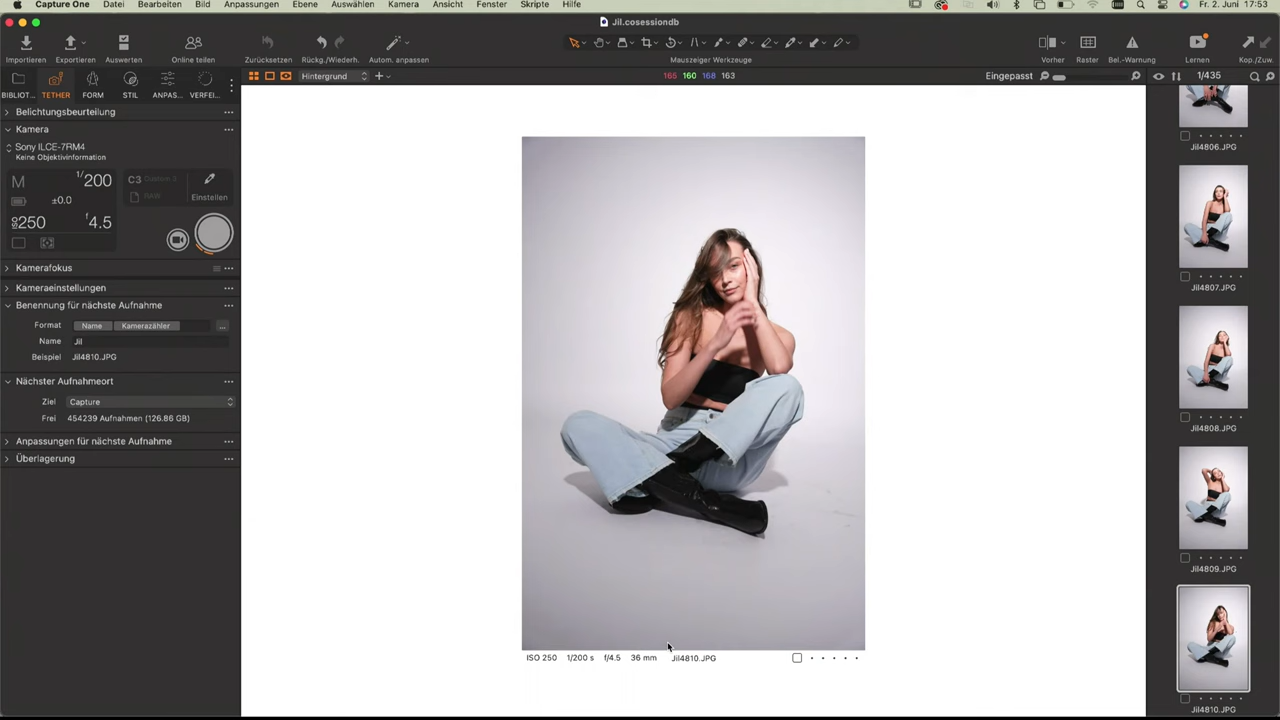 Capture One Datei Bearbeiten Bild Anpassungen Ebene Auswählen Kamera Ansicht Fenster Skripte Hilfe Fr. 2. Juni 17:53
Jil.cosessiondb
Importieren Exportieren Auswerten Online teilen Zurücksetzen Rückg./Wiederh. Autom. anpassen Mauszeiger Werkzeuge Vorher Raster Bel.-Warnung Lernen Kop./Zuw.
Hintergrund 165 160 168 163 Eingepasst 1/435
BIBLIOT... TETHER FORM STIL ANPAS... VERFEI...
Belichtungsbeurteilung
Kamera
Sony ILCE-7RM4
Keine Objektivinformation
M 1/200 C3 Custom 3
±0.0 RAW Einstellen
ISO 250 f 4.5
Kamerafokus
Kameraeinstellungen
Benennung für nächste Aufnahme
Format Name Kamerazähler ...
Name Jil
Beispiel Jil4810.JPG
Nächster Aufnahmeort
Ziel Capture
Frei 454239 Aufnahmen (126.86 GB)
Anpassungen für nächste Aufnahme
Überlagerung
ISO 250 1/200 s f/4.5 36 mm Jil4810.JPG
Jil4806.JPG
Jil4807.JPG
Jil4808.JPG
Jil4809.JPG
Jil4810.JPG